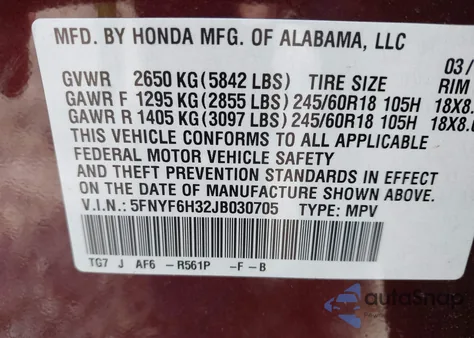 MFD. BY HONDA MFG. OF ALABAMA, LLC
03/
GVWR 2650 KG (5842 LBS) TIRE SIZE RIM
GAWR F 1295 KG (2855 LBS) 245/60R18 105H 18X8.
GAWR R 1405 KG (3097 LBS) 245/60R18 105H 18X8.
THIS VEHICLE CONFORMS TO ALL APPLICABLE
FEDERAL MOTOR VEHICLE SAFETY
AND THEFT PREVENTION STANDARDS IN EFFECT
ON THE DATE OF MANUFACTURE SHOWN ABOVE.
V.I.N.: 5FNYF6H32JB030705 TYPE: MPV
TG7 J AF6 - R561P -F - B
autoSnap